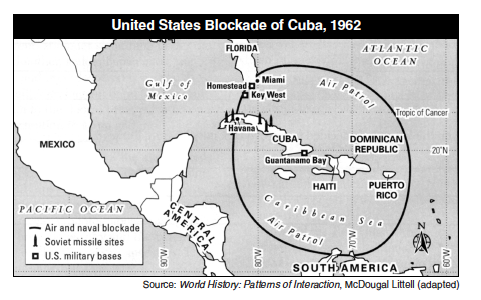 United States Blockade of Cuba, 1962
FLORIDA
ATLANTIC
OCEAN
Gulf of
Mexico
Miami
Homestead
Key West
Air Patrol
Tropic of Cancer
Havana
MEXICO
CUBA
DOMINICAN
REPUBLIC
20°N
Guantanamo Bay
HAITI
PUERTO
RICO
PACIFIC OCEAN
CENTRAL
AMERICA
Caribbean Sea
Air Patrol
N
Air and naval blockade
Soviet missile sites
U.S. military bases
90°W
80°W
70°W
60°W
SOUTH AMERICA
Source: World History: Patterns of Interaction, McDougal Littell (adapted)